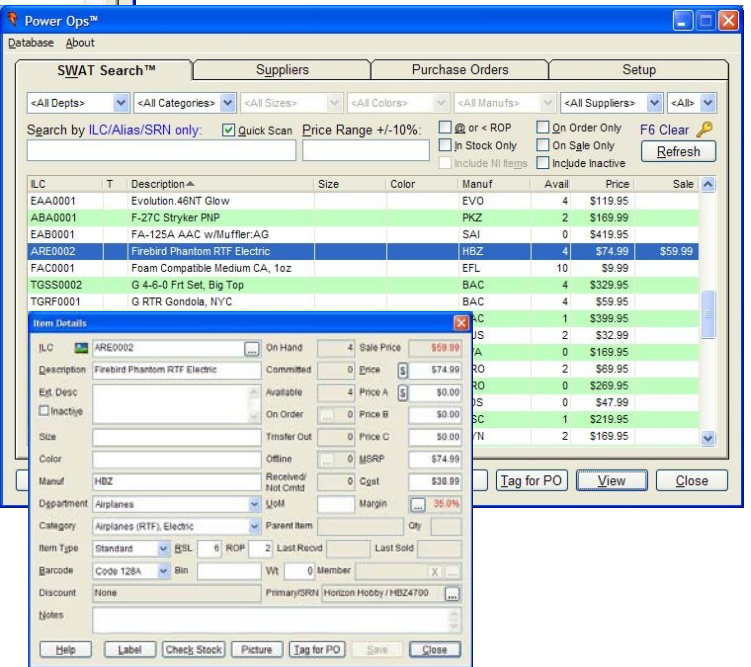 Power Ops™
Database About
SWAT Search™ Suppliers Purchase Orders Setup
<All Depts> <All Categories> <All Sizes> <All Colors> <All Manufs> <All Suppliers> <All>
Search by ILC/Alias/SRN only: Quick Scan Price Range +/-10%: @ or < ROP On Order Only F6 Clear
In Stock Only On Sale Only Refresh
Include NI Items Include Inactive
ILC T Description Size Color Manuf Avail Price Sale
EAA0001 Evolution.46NT Glow EVO 4 $119.95
ABA0001 F-27C Stryker PNP PKZ 2 $169.99
EAB0001 FA-125A AAC w/Muffler:AG SAI 0 $419.95
ARE0002 Firebird Phantom RTF Electric HBZ 4 $74.99 $59.99
FAC0001 Foam Compatible Medium CA, 1oz EFL 10 $9.99
TGSS0002 G 4-6-0 Frt Set, Big Top BAC 4 $329.95
TGRF0001 G RTR Gondola, NYC BAC 4 $59.95
1 $399.95
2 $32.99
0 $169.95
2 $69.95
0 $269.95
0 $47.99
1 $219.95
2 $169.95
Tag for PO View Close
Item Details
ILC ARE0002 ... On Hand 4 Sale Price $59.99
Description Firebird Phantom RTF Electric Committed 0 Price $ $74.99
Ext Desc Available 4 Price A $ $0.00
Inactive On Order ... 0 Price B $0.00
Size Trnsfer Out 0 Price C $0.00
Color Offline ... 0 MSRP $74.99
Manuf HBZ Received/ Not Cmtd 0 Cost $38.99
Department Airplanes UoM Margin ... 35.0%
Category Airplanes (RTF), Electric Parent Item Qty
Item Type Standard RSL 6 ROP 2 Last Recvd Last Sold
Barcode Code 128A Bin Wt 0 Member X ...
Discount None Primary/SRN Horizon Hobby / HBZ4700 ...
Notes
Help Label Check Stock Picture Tag for PO Save Close